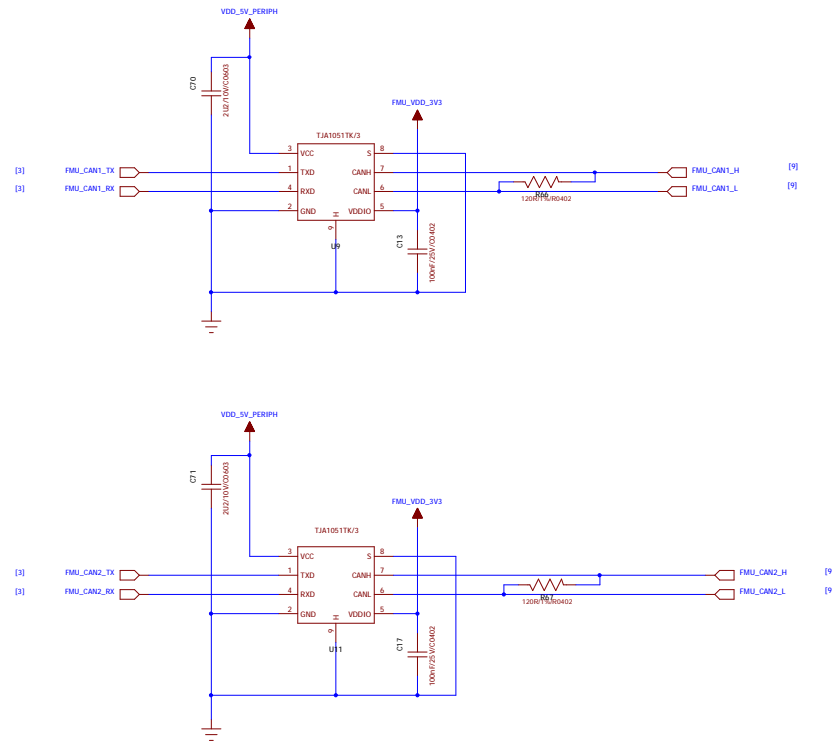 VDD_5V_PERIPH
C70
2U2/10V/C0603
FMU_VDD_3V3
TJA1051TK/3
3 VCC S 8
[3] FMU_CAN1_TX 1 TXD CANH 7 FMU_CAN1_H [9]
[3] FMU_CAN1_RX 4 RXD CANL 6 FMU_CAN1_L [9]
R66
120R/1%/R0402
2 GND VDDIO 5
H
9
U9
C13
100nF/25V/C0402
VDD_5V_PERIPH
C71
2U2/10V/C0603
FMU_VDD_3V3
TJA1051TK/3
3 VCC S 8
[3] FMU_CAN2_TX 1 TXD CANH 7 FMU_CAN2_H [9
[3] FMU_CAN2_RX 4 RXD CANL 6 FMU_CAN2_L [9
R67
120R/1%/R0402
2 GND VDDIO 5
H
9
U11
C17
100nF/25V/C0402